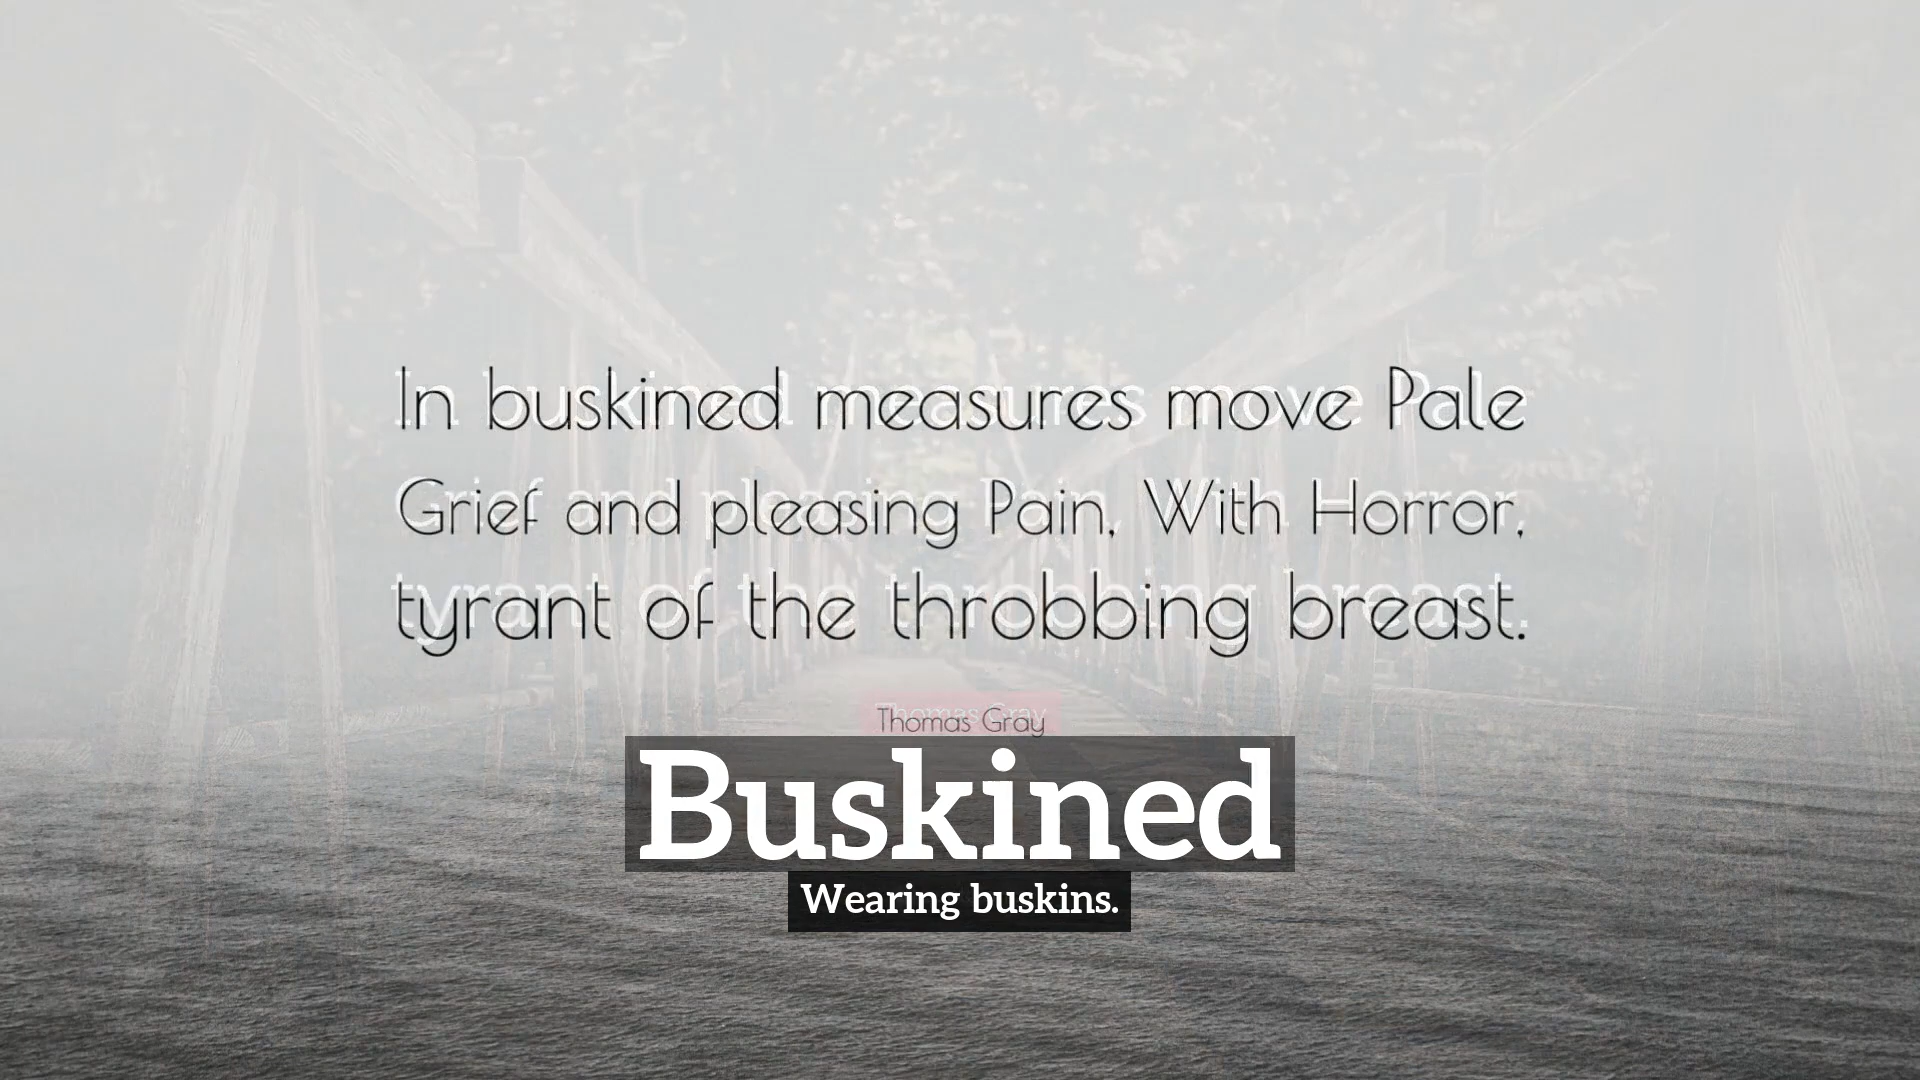 In buskined measures move Pale
Grief and pleasing Pain, With Horror,
tyrant of the throbbing breast.
Thomas Gray
Buskined
Wearing buskins.